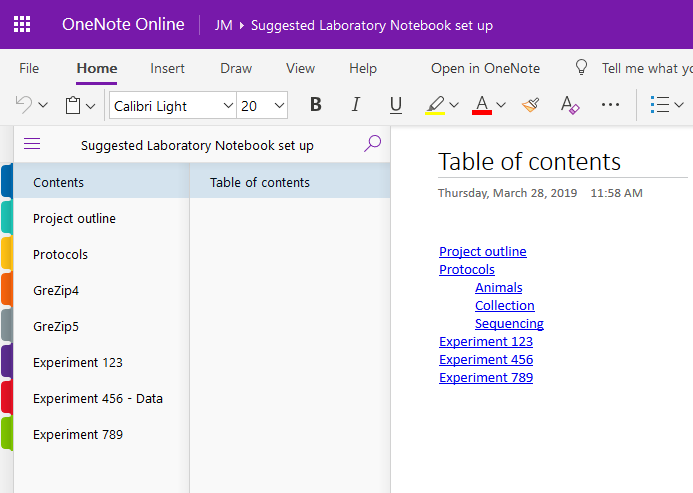 OneNote Online JM Suggested Laboratory Notebook set up
File Home Insert Draw View Help Open in OneNote Tell me what yo
Calibri Light 20 B I U A A
Suggested Laboratory Notebook set up
Contents
Project outline
Protocols
GreZip4
GreZip5
Experiment 123
Experiment 456 - Data
Experiment 789
Table of contents
Table of contents
Thursday, March 28, 2019 11:58 AM
Project outline
Protocols
Animals
Collection
Sequencing
Experiment 123
Experiment 456
Experiment 789